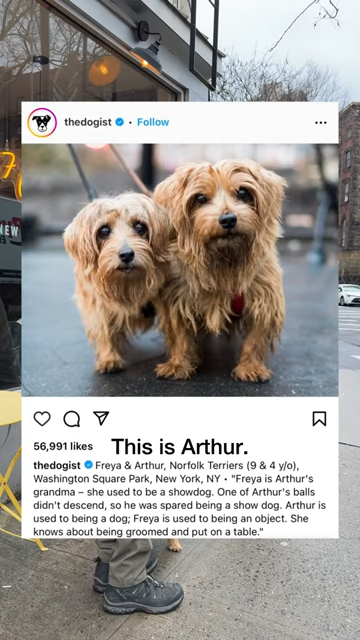 thedogist • Follow
NEW
56,991 likes
This is Arthur.
thedogist Freya & Arthur, Norfolk Terriers (9 & 4 y/o),
Washington Square Park, New York, NY • "Freya is Arthur's
grandma – she used to be a showdog. One of Arthur's balls
didn't descend, so he was spared being a show dog. Arthur is
used to being a dog; Freya is used to being an object. She
knows about being groomed and put on a table."